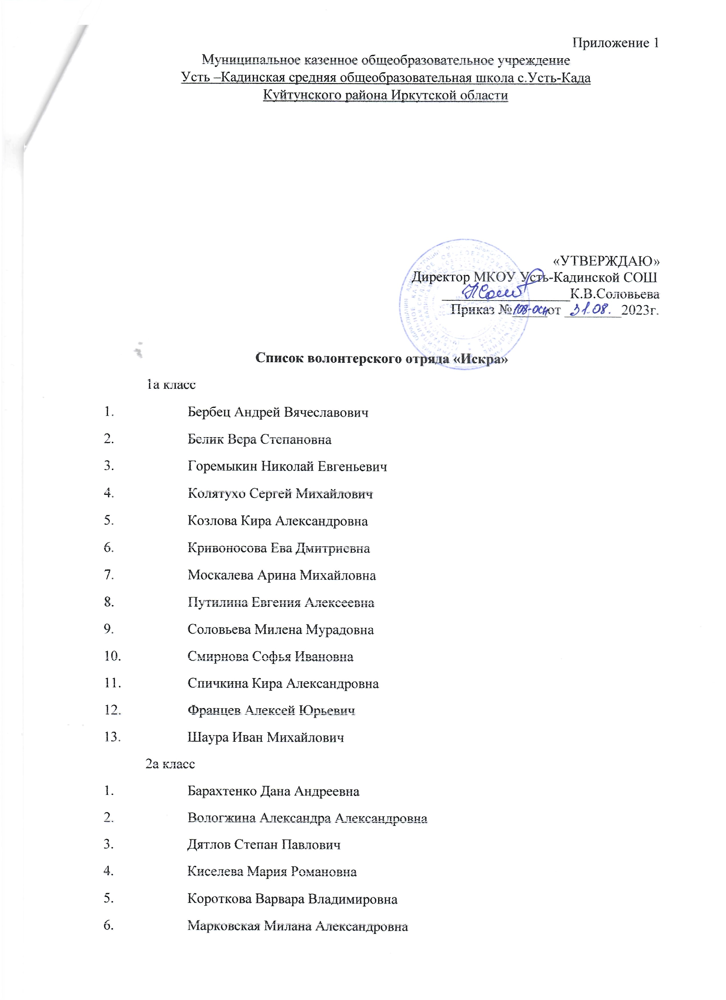 Приложение 1
Муниципальное казенное общеобразовательное учреждение
Усть –Кадинская средняя общеобразовательная школа с.Усть-Када
Куйтунского района Иркутской области
«УТВЕРЖДАЮ»
Директор МКОУ Усть-Кадинской СОШ
К.В.Соловьева
Приказ №108-осн от 31.08. 2023г.
Список волонтерского отряда «Искра»
1а класс
1. Бербец Андрей Вячеславович
2. Белик Вера Степановна
3. Горемыкин Николай Евгеньевич
4. Колятухо Сергей Михайлович
5. Козлова Кира Александровна
6. Кривоносова Ева Дмитриевна
7. Москалева Арина Михайловна
8. Путилина Евгения Алексеевна
9. Соловьева Милена Мурадовна
10. Смирнова Софья Ивановна
11. Спичкина Кира Александровна
12. Францев Алексей Юрьевич
13. Шаура Иван Михайлович
2а класс
1. Барахтенко Дана Андреевна
2. Вологжина Александра Александровна
3. Дятлов Степан Павлович
4. Киселева Мария Романовна
5. Короткова Варвара Владимировна
6. Марковская Милана Александровна